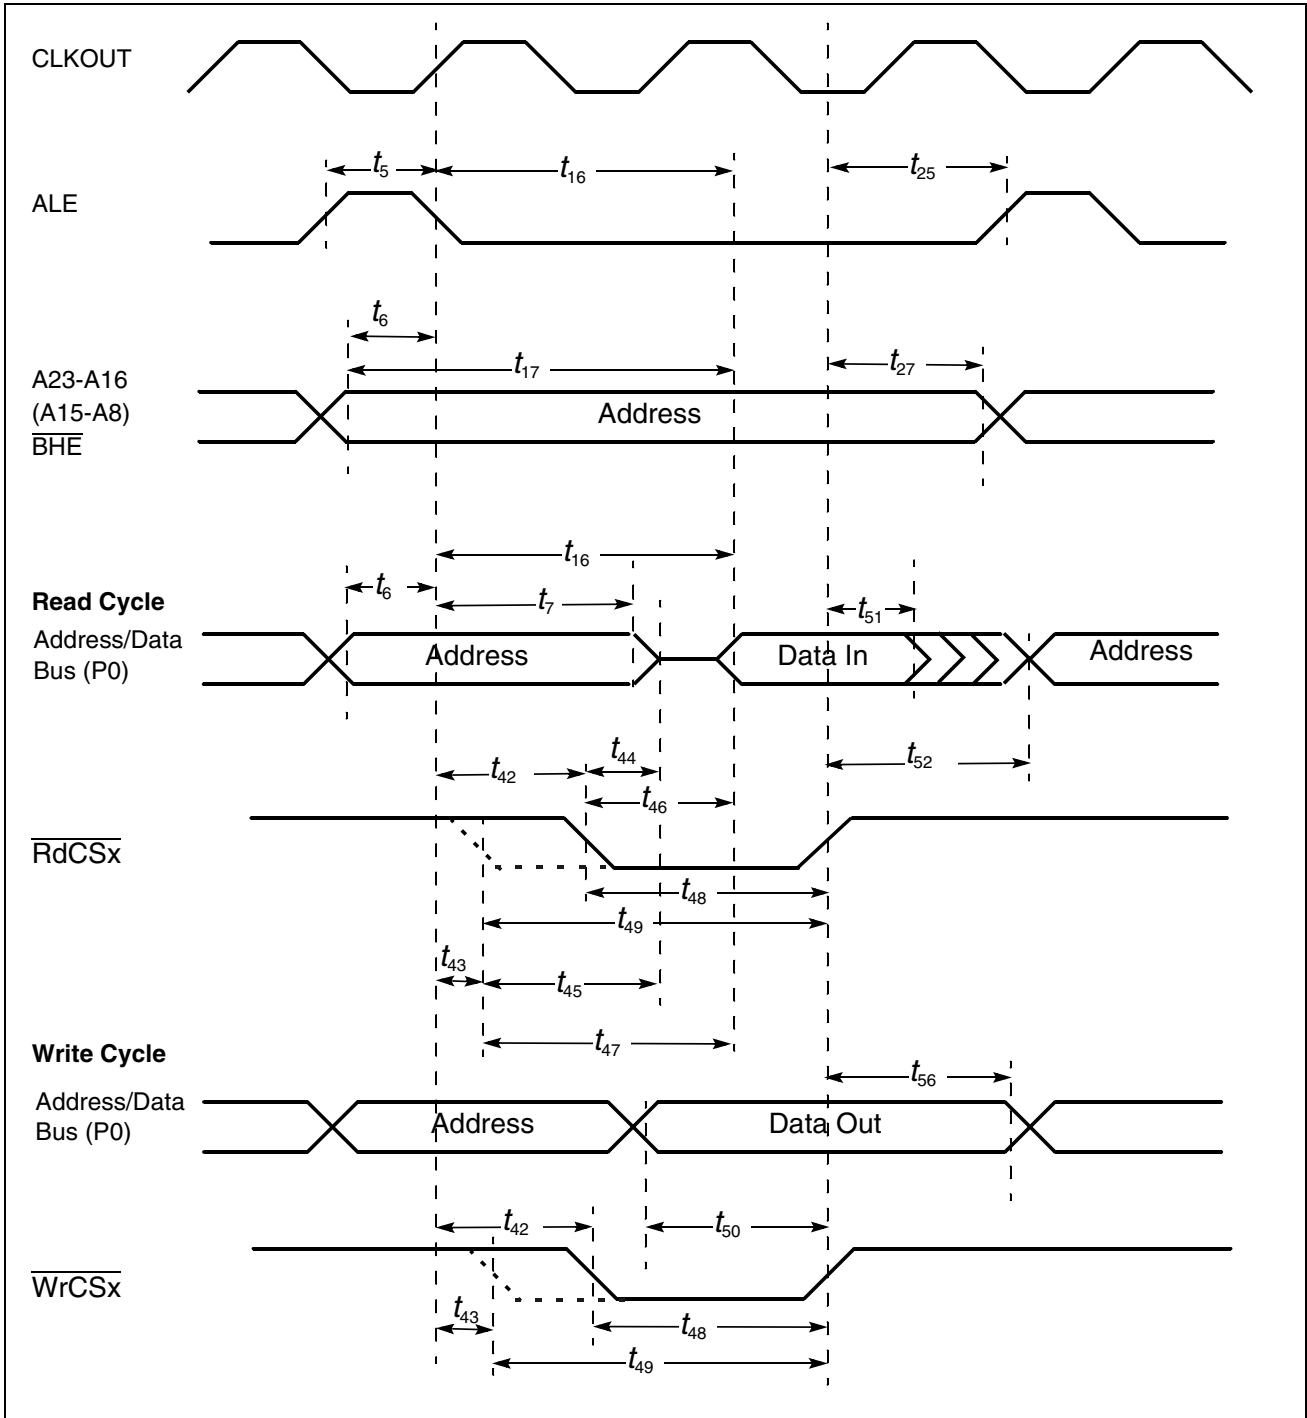 CLKOUT
t5
t16
t25
ALE
t6
t17
t27
A23-A16
(A15-A8)
BHE
Address
t16
t6
t7
t51
Read Cycle
Address/Data
Bus (P0)
Address
Data In
Address
t42
t44
t52
t46
RdCSx
t48
t49
t43
t45
t47
Write Cycle
t56
Address/Data
Bus (P0)
Address
Data Out
t42
t50
WrCSx
t43
t48
t49